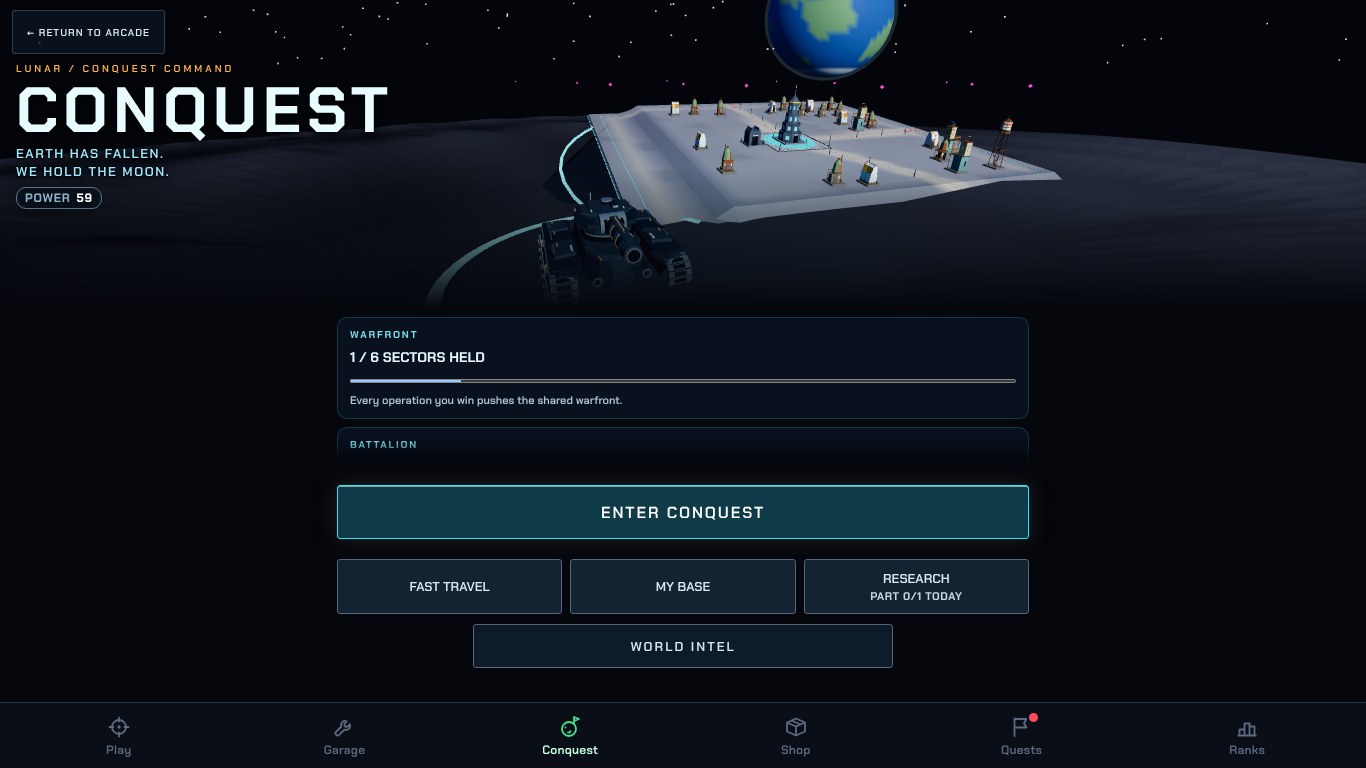 ← RETURN TO ARCADE
LUNAR / CONQUEST COMMAND
CONQUEST
EARTH HAS FALLEN.
WE HOLD THE MOON.
POWER 59
WARFRONT
1 / 6 SECTORS HELD
Every operation you win pushes the shared warfront.
BATTALION
ENTER CONQUEST
FAST TRAVEL
MY BASE
RESEARCH
PART 0/1 TODAY
WORLD INTEL
Play
Garage
Conquest
Shop
Quests
Ranks